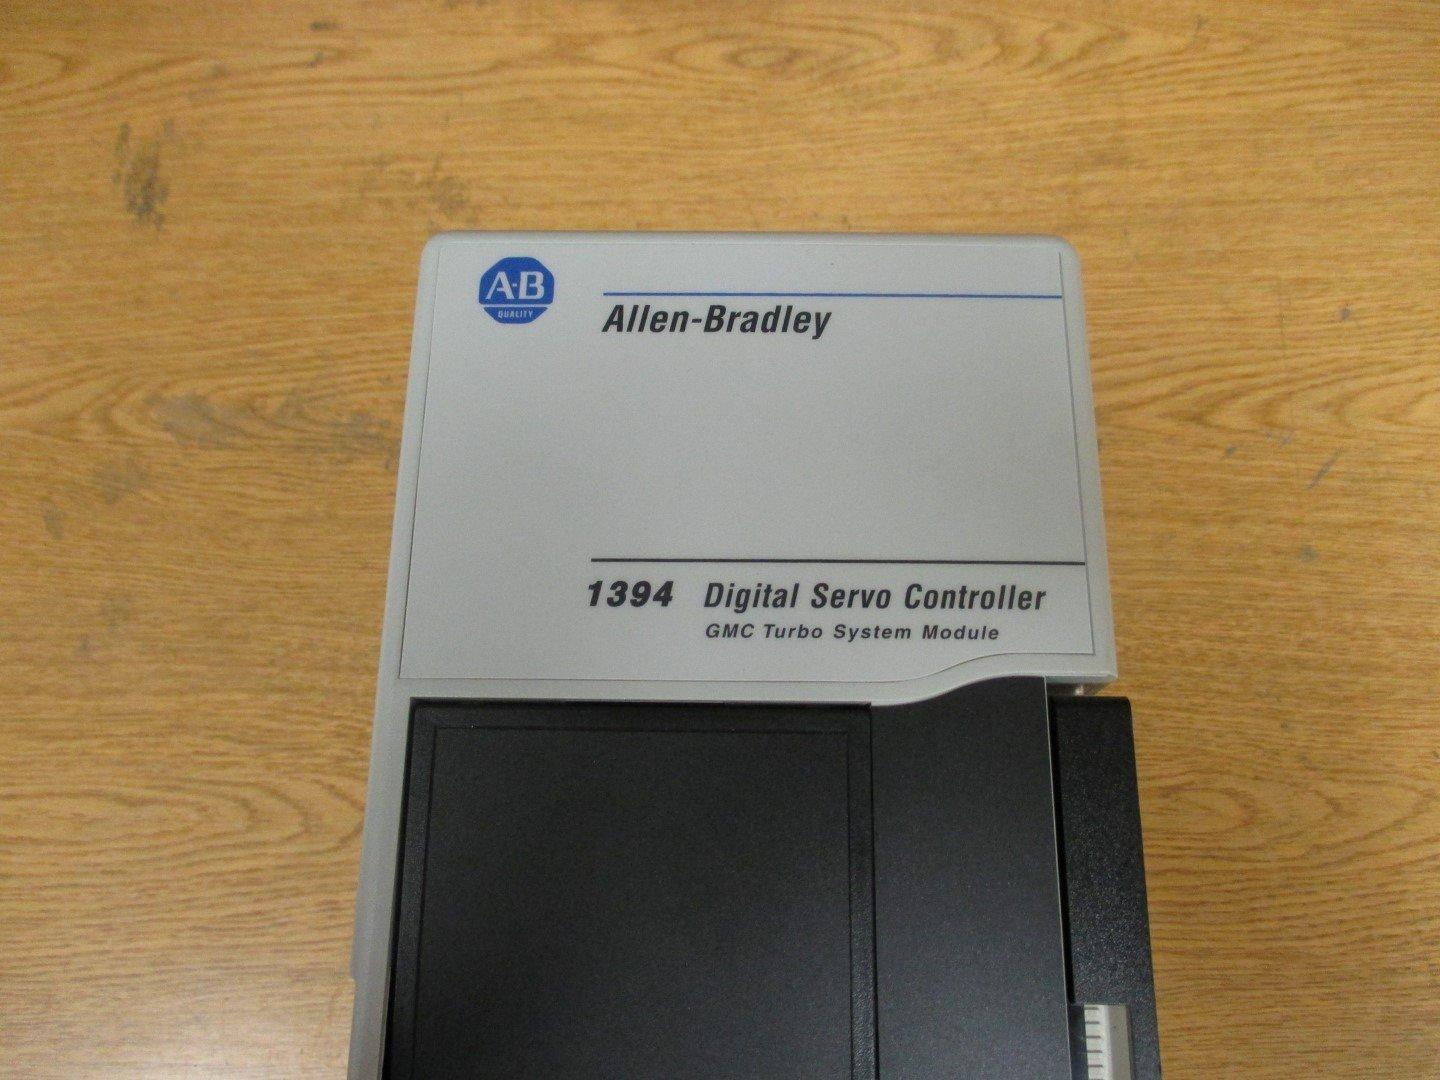 A-B
QUALITY
Allen-Bradley
1394 Digital Servo Controller
GMC Turbo System Module